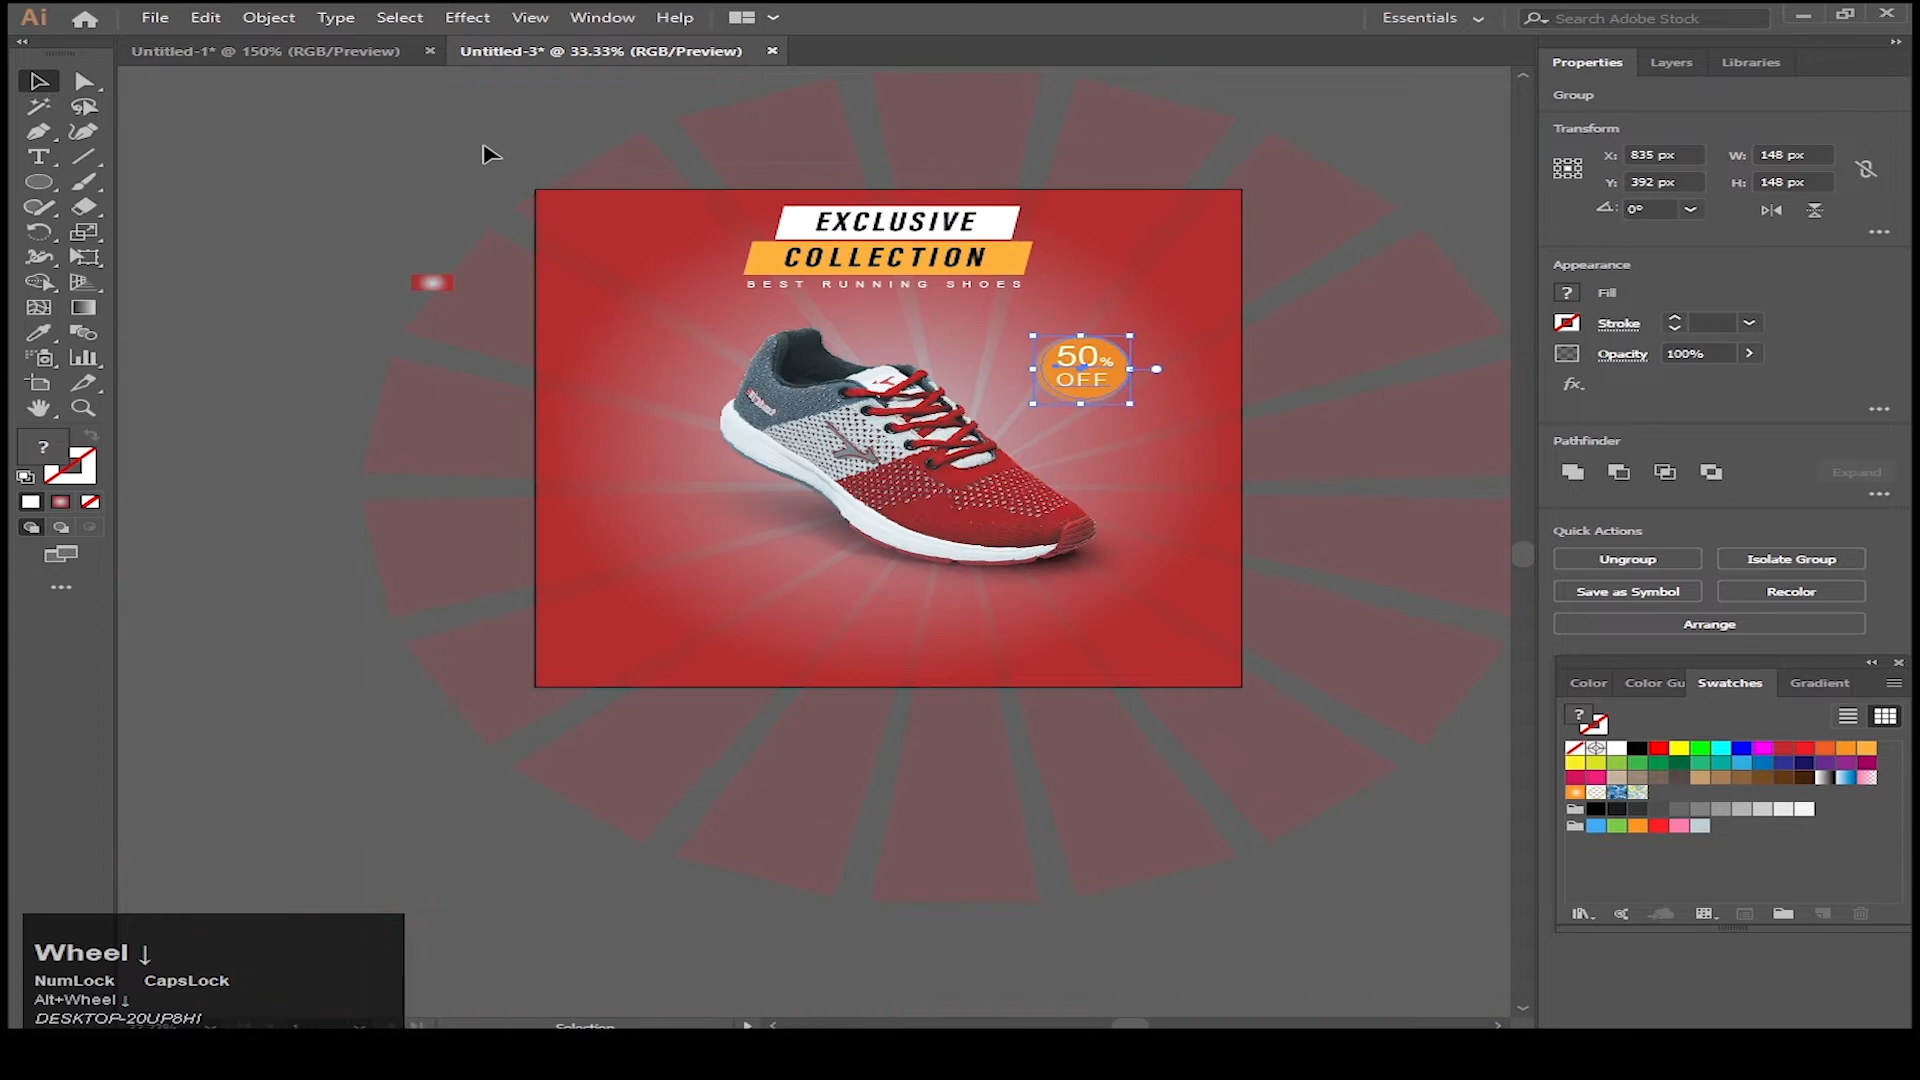 Ai
File Edit Object Type Select Effect View Window Help
Essentials
Search Adobe Stock
Untitled-1* @ 150% (RGB/Preview)
Untitled-3* @ 33.33% (RGB/Preview)
Properties Layers Libraries
Group
Transform
X: 835 px W: 148 px
Y: 392 px H: 148 px
0°
Appearance
? Fill
Stroke
Opacity 100%
fx.
Pathfinder
Expand
Quick Actions
Ungroup Isolate Group
Save as Symbol Recolor
Arrange
Color Color Gu Swatches Gradient
?
?
EXCLUSIVE
COLLECTION
BEST RUNNING SHOES
50%
OFF
Wheel ↓
NumLock CapsLock
Alt+Wheel ↓
DESKTOP-20UP8HI
Selection